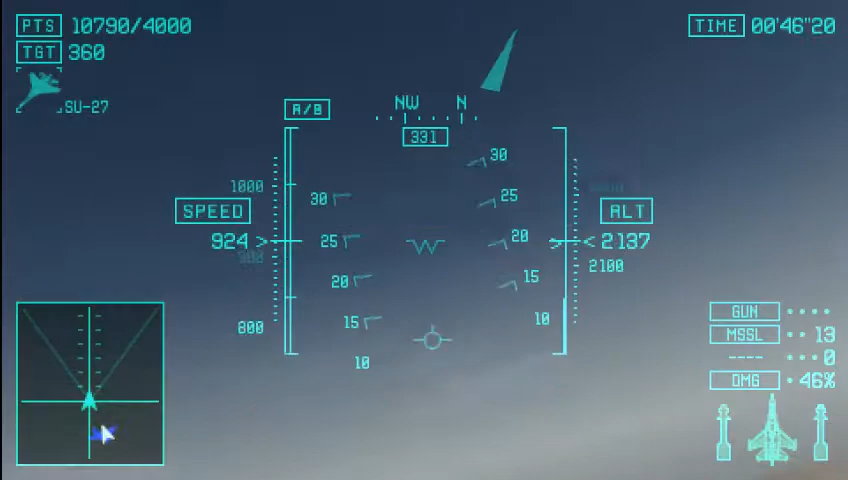 PTS 10790/4000
TIME 00'46"20
TGT 360
SU-27
A/B
NW N
331
30
25
20
15
10
30
25
20
15
10
1000
SPEED
924
900
800
ALT
2137
2100
GUN
MSSL 13
---- 0
DMG 46%